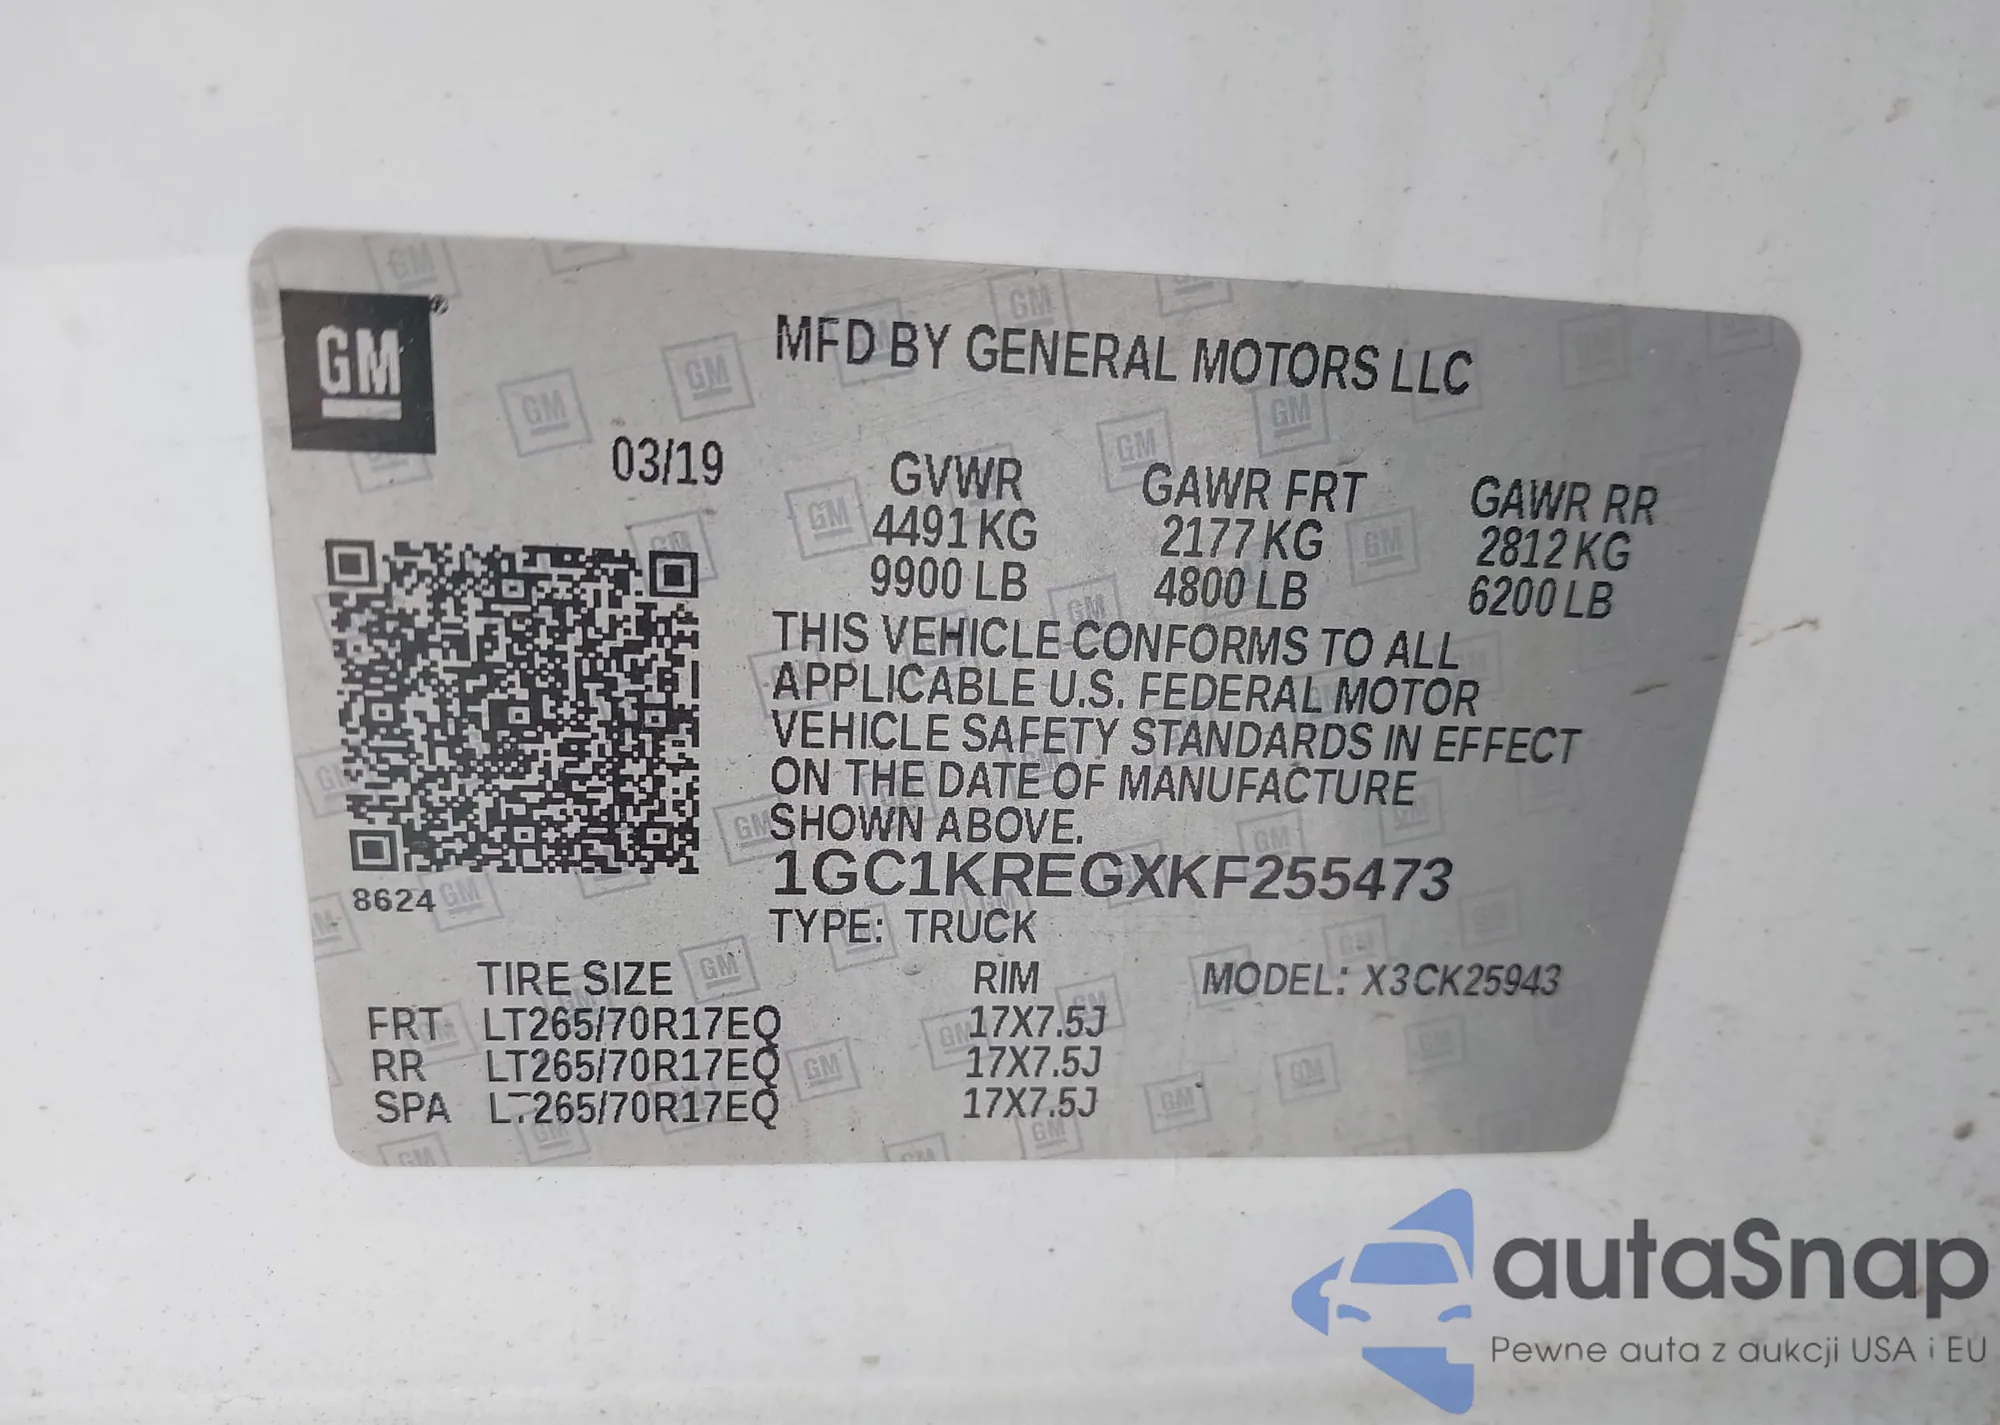 GM®
MFD BY GENERAL MOTORS LLC
03/19
GVWR GAWR FRT GAWR RR
4491 KG 2177 KG 2812 KG
9900 LB 4800 LB 6200 LB
THIS VEHICLE CONFORMS TO ALL
APPLICABLE U.S. FEDERAL MOTOR
VEHICLE SAFETY STANDARDS IN EFFECT
ON THE DATE OF MANUFACTURE
SHOWN ABOVE.
1GC1KREGXKF255473
8624
TYPE: TRUCK
TIRE SIZE RIM MODEL: X3CK25943
FRT LT265/70R17EQ 17X7.5J
RR LT265/70R17EQ 17X7.5J
SPA LT265/70R17EQ 17X7.5J
autaSnap
Pewne auta z aukcji USA i EU